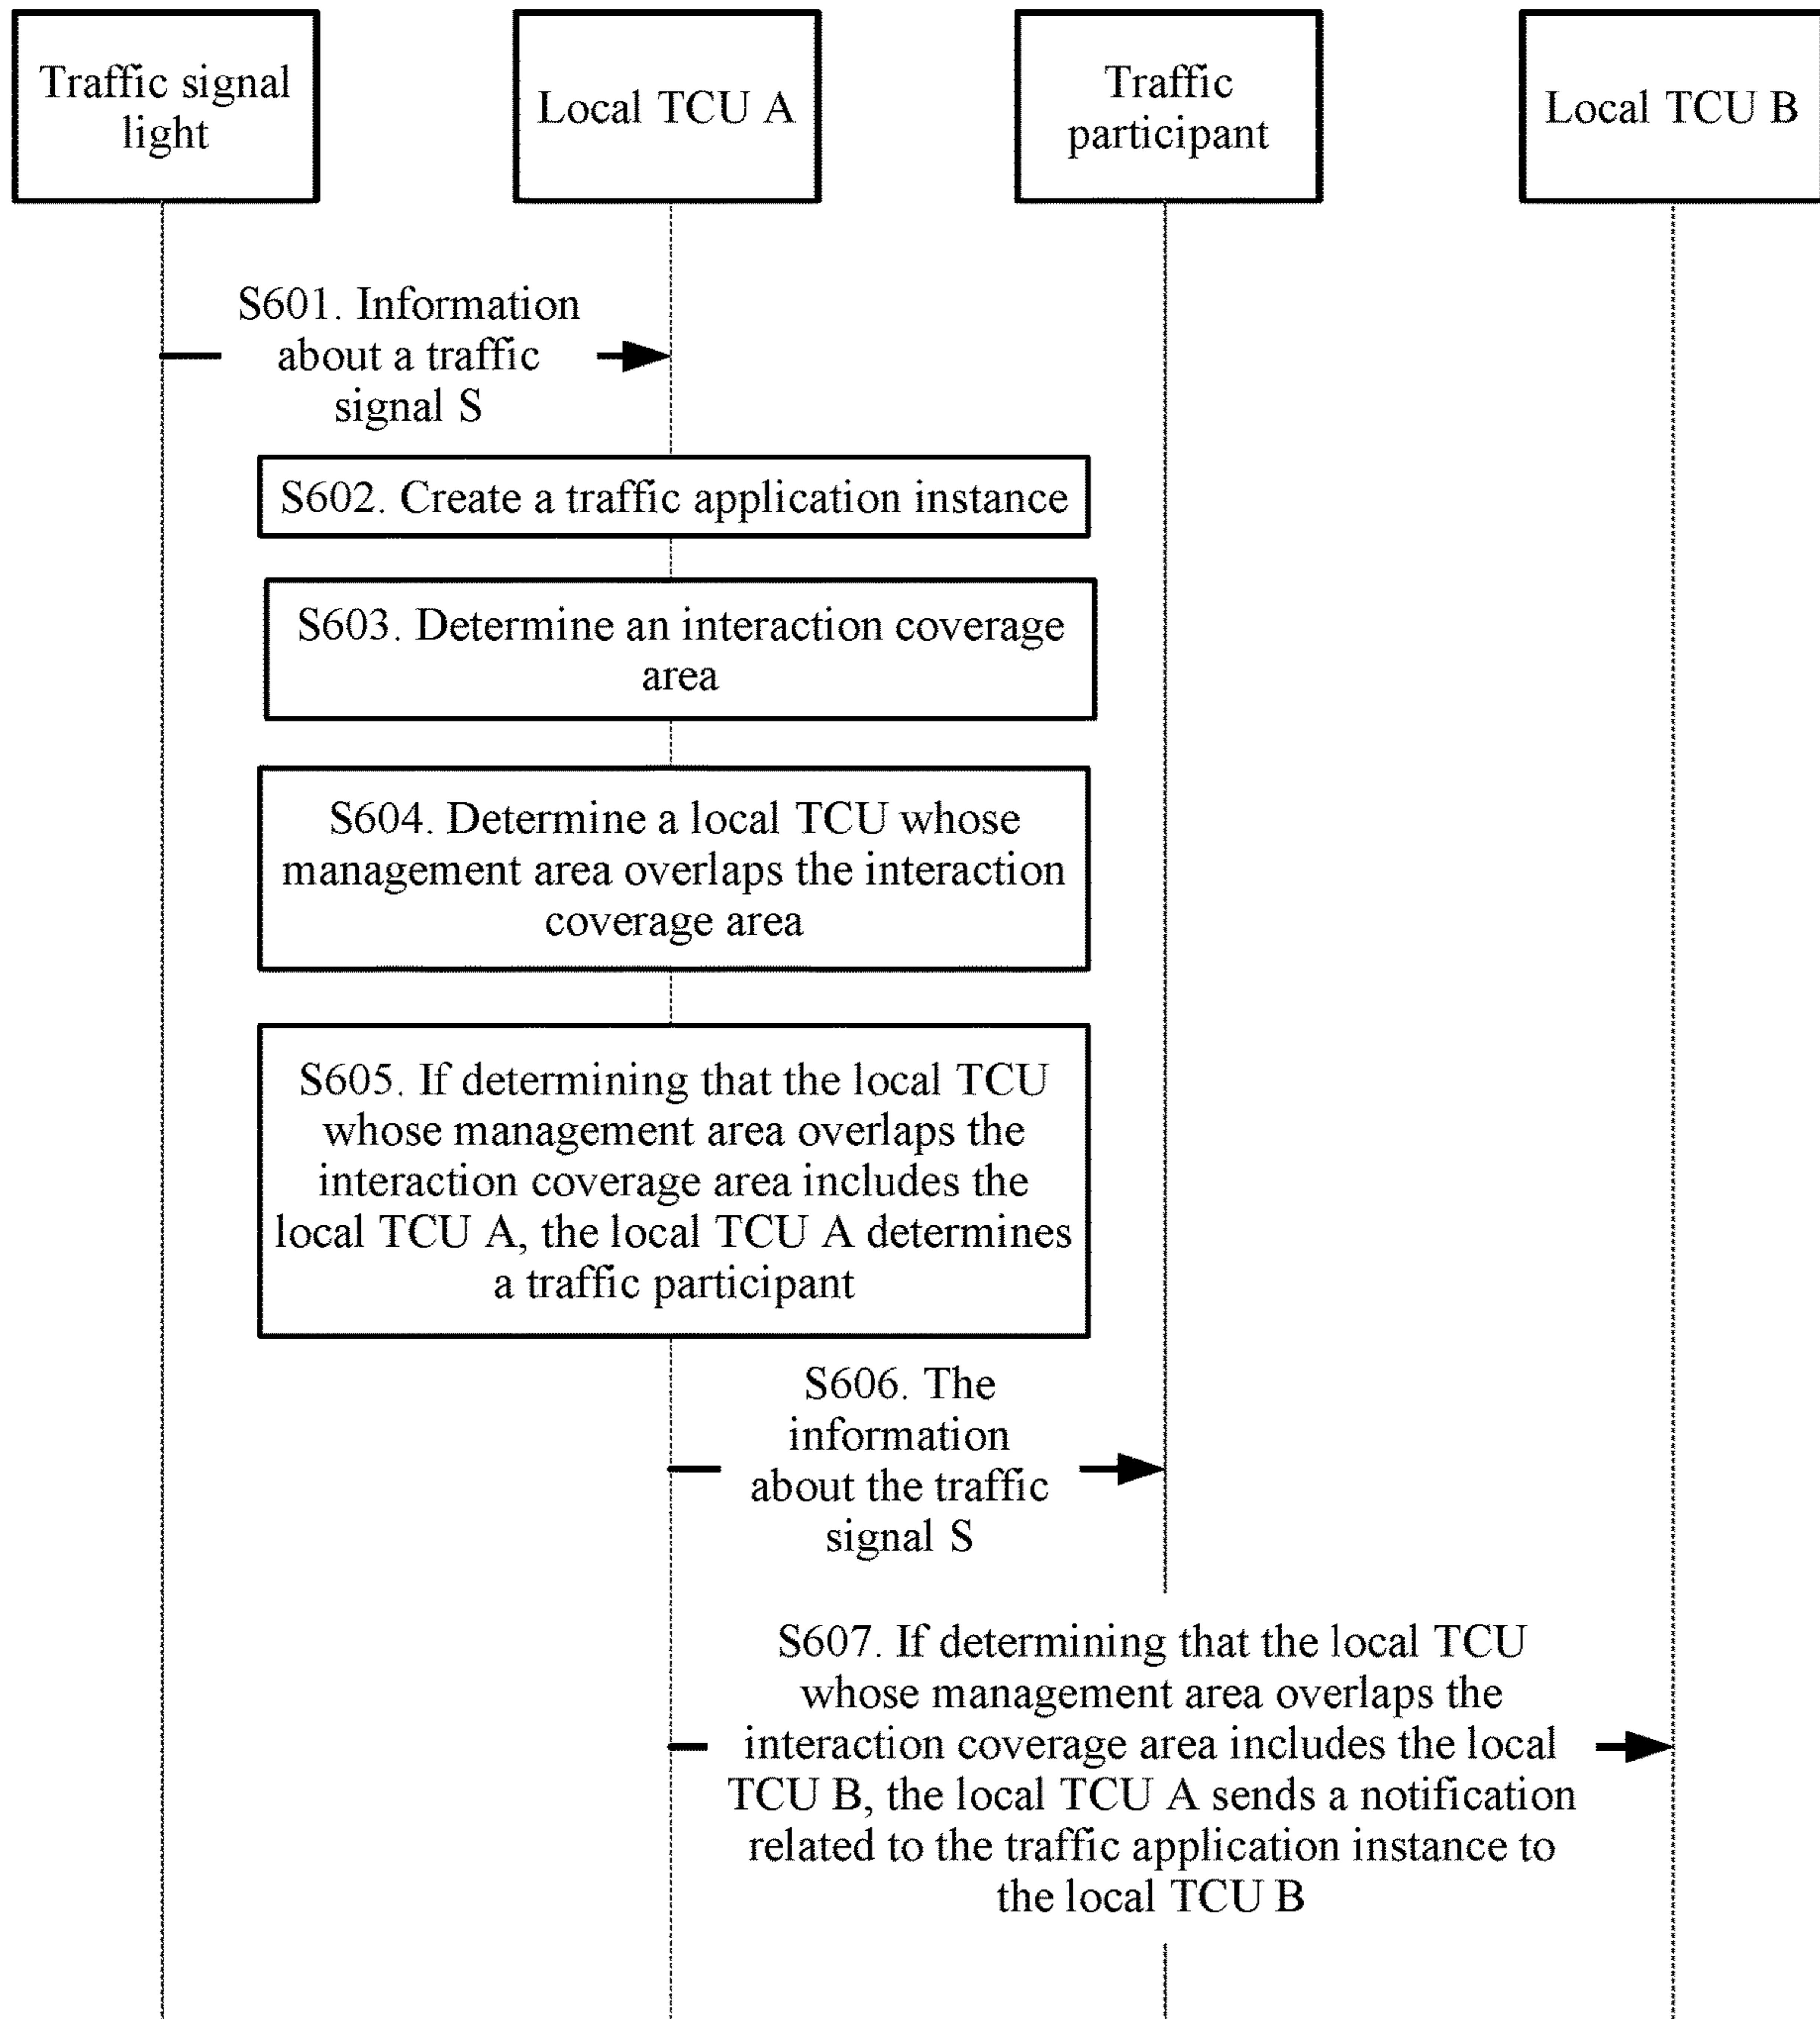 Traffic signal
light
Local TCU A
Traffic
participant
Local TCU B
S601. Information
about a traffic
signal S
S602. Create a traffic application instance
S603. Determine an interaction coverage
area
S604. Determine a local TCU whose
management area overlaps the interaction
coverage area
S605. If determining that the local TCU
whose management area overlaps the
interaction coverage area includes the
local TCU A, the local TCU A determines
a traffic participant
S606. The
information
about the traffic
signal S
S607. If determining that the local TCU
whose management area overlaps the
interaction coverage area includes the local
TCU B, the local TCU A sends a notification
related to the traffic application instance to
the local TCU B